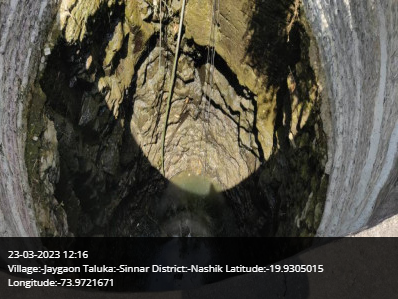 23-03-2023 12:16
Village:-Jaygaon Taluka:-Sinnar District:-Nashik Latitude:-19.9305015
Longitude:-73.9721671